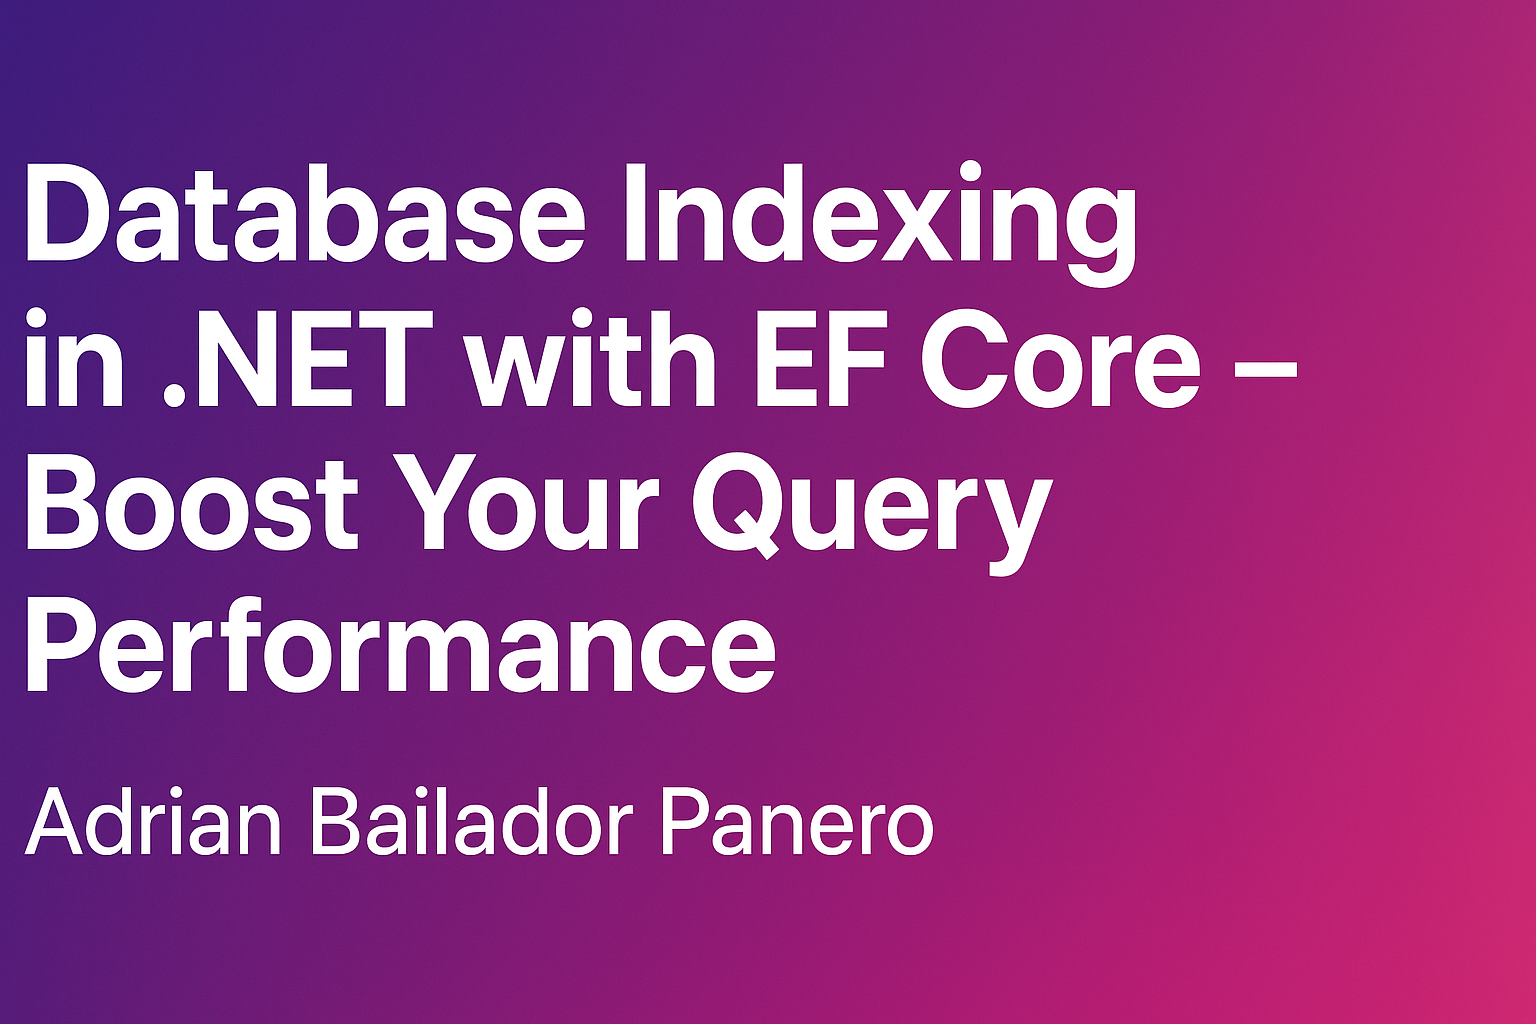 Database Indexing
in .NET with EF Core –
Boost Your Query
Performance
Adrian Bailador Panero